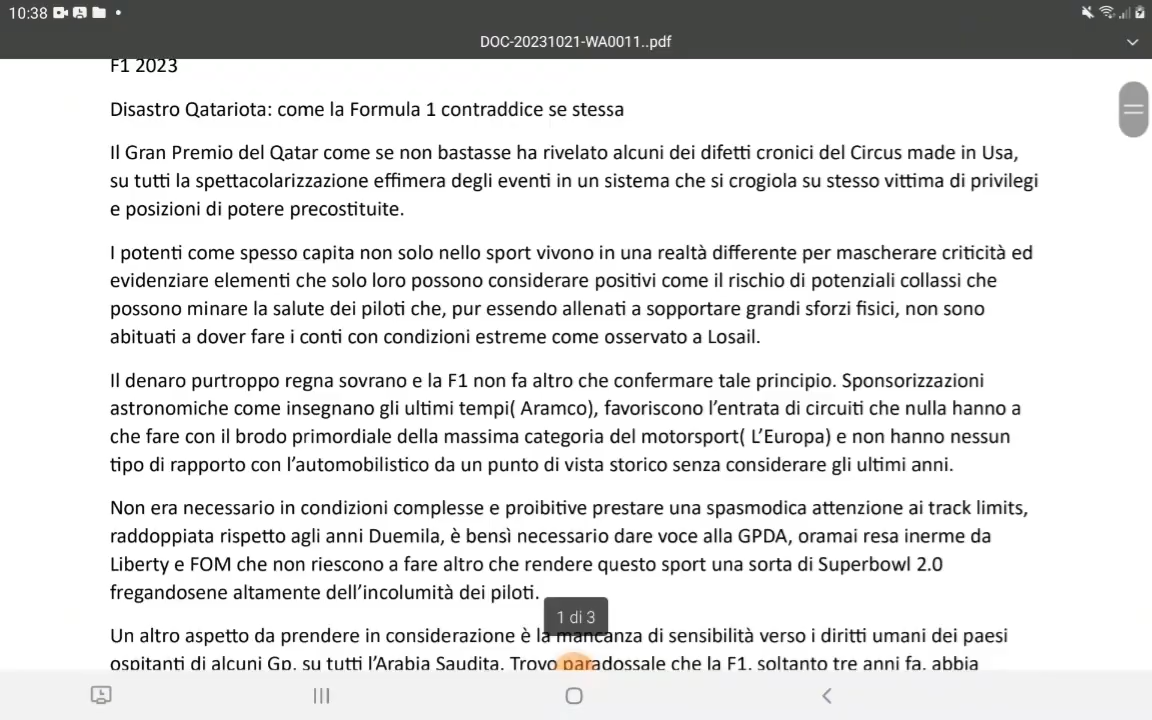 10:38
DOC-20231021-WA0011..pdf
F1 2023
Disastro Qatariota: come la Formula 1 contraddice se stessa
Il Gran Premio del Qatar come se non bastasse ha rivelato alcuni dei difetti cronici del Circus made in Usa,
su tutti la spettacolarizzazione effimera degli eventi in un sistema che si crogiola su stesso vittima di privilegi
e posizioni di potere precostituite.
I potenti come spesso capita non solo nello sport vivono in una realtà differente per mascherare criticità ed
evidenziare elementi che solo loro possono considerare positivi come il rischio di potenziali collassi che
possono minare la salute dei piloti che, pur essendo allenati a sopportare grandi sforzi fisici, non sono
abituati a dover fare i conti con condizioni estreme come osservato a Losail.
Il denaro purtroppo regna sovrano e la F1 non fa altro che confermare tale principio. Sponsorizzazioni
astronomiche come insegnano gli ultimi tempi( Aramco), favoriscono l’entrata di circuiti che nulla hanno a
che fare con il brodo primordiale della massima categoria del motorsport( L’Europa) e non hanno nessun
tipo di rapporto con l’automobilistico da un punto di vista storico senza considerare gli ultimi anni.
Non era necessario in condizioni complesse e proibitive prestare una spasmodica attenzione ai track limits,
raddoppiata rispetto agli anni Duemila, è bensì necessario dare voce alla GPDA, oramai resa inerme da
Liberty e FOM che non riescono a fare altro che rendere questo sport una sorta di Superbowl 2.0
fregandosene altamente dell’incolumità dei piloti.
1 di 3
Un altro aspetto da prendere in considerazione è la mancanza di sensibilità verso i diritti umani dei paesi
ospitanti di alcuni Gp, su tutti l’Arabia Saudita. Trovo paradossale che la F1, soltanto tre anni fa, abbia